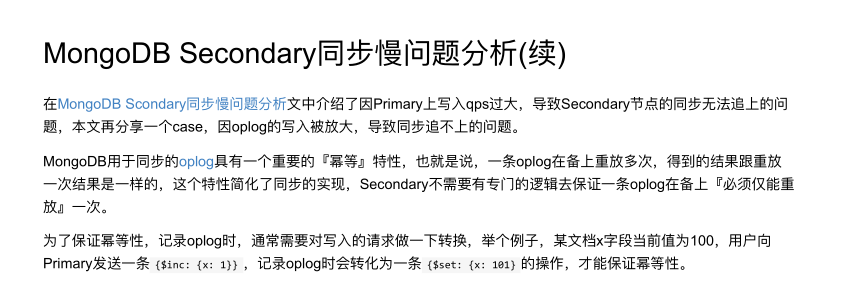 MongoDB Secondary同步慢问题分析(续)
在MongoDB Scondary同步慢问题分析文中介绍了因Primary上写入qps过大，导致Secondary节点的同步无法追上的问
题，本文再分享一个case，因oplog的写入被放大，导致同步追不上的问题。
MongoDB用于同步的oplog具有一个重要的『幂等』特性，也就是说，一条oplog在备上重放多次，得到的结果跟重放
一次结果是一样的，这个特性简化了同步的实现，Secondary不需要有专门的逻辑去保证一条oplog在备上『必须仅能重
放』一次。
为了保证幂等性，记录oplog时，通常需要对写入的请求做一下转换，举个例子，某文档x字段当前值为100，用户向
Primary发送一条 {$inc: {x: 1}} ，记录oplog时会转化为一条 {$set: {x: 101} 的操作，才能保证幂等性。